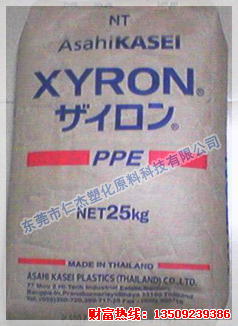 NT
AsahiKASEI
XYRON®
ザイロン®
东莞市仁杰塑化原料科技有限公司
PPE
NET25kg
MADE IN THAILAND
ASAHI KASEI PLASTICS (THAILAND) CO.,LTD.
财富热线：13509239386